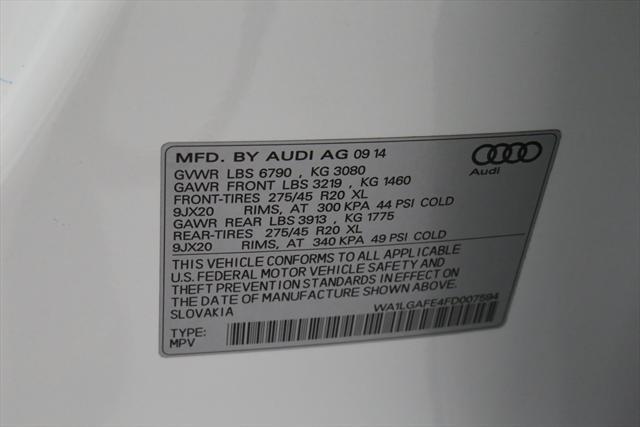 MFD. BY AUDI AG 09 14
GVWR LBS 6790 , KG 3080
GAWR FRONT LBS 3219 , KG 1460
FRONT-TIRES 275/45 R20 XL
9JX20 RIMS, AT 300 KPA 44 PSI COLD
GAWR REAR LBS 3913 , KG 1775
REAR-TIRES 275/45 R20 XL
9JX20 RIMS, AT 340 KPA 49 PSI COLD
Audi
THIS VEHICLE CONFORMS TO ALL APPLICABLE
U.S. FEDERAL MOTOR VEHICLE SAFETY AND
THEFT PREVENTION STANDARDS IN EFFECT ON
THE DATE OF MANUFACTURE SHOWN ABOVE.
SLOVAKIA
WA1LGAFE4FD007594
TYPE:
MPV